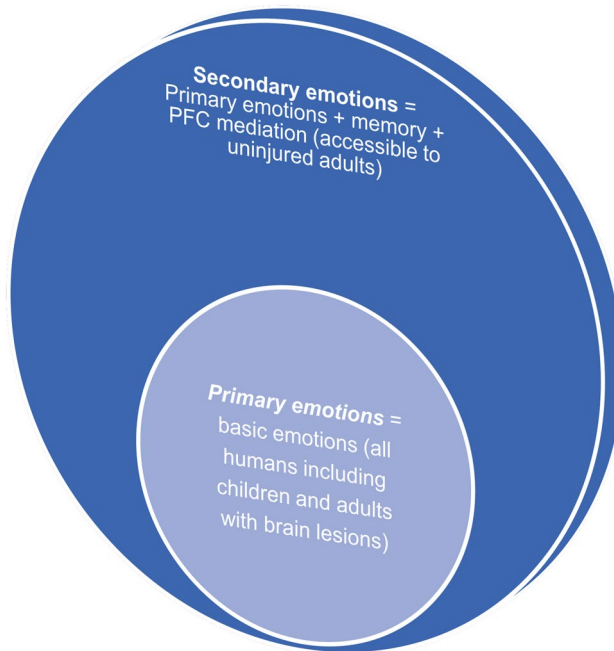 Secondary emotions =
Primary emotions + memory +
PFC mediation (accessible to
uninjured adults)
Primary emotions =
basic emotions (all
humans including
children and adults
with brain lesions)